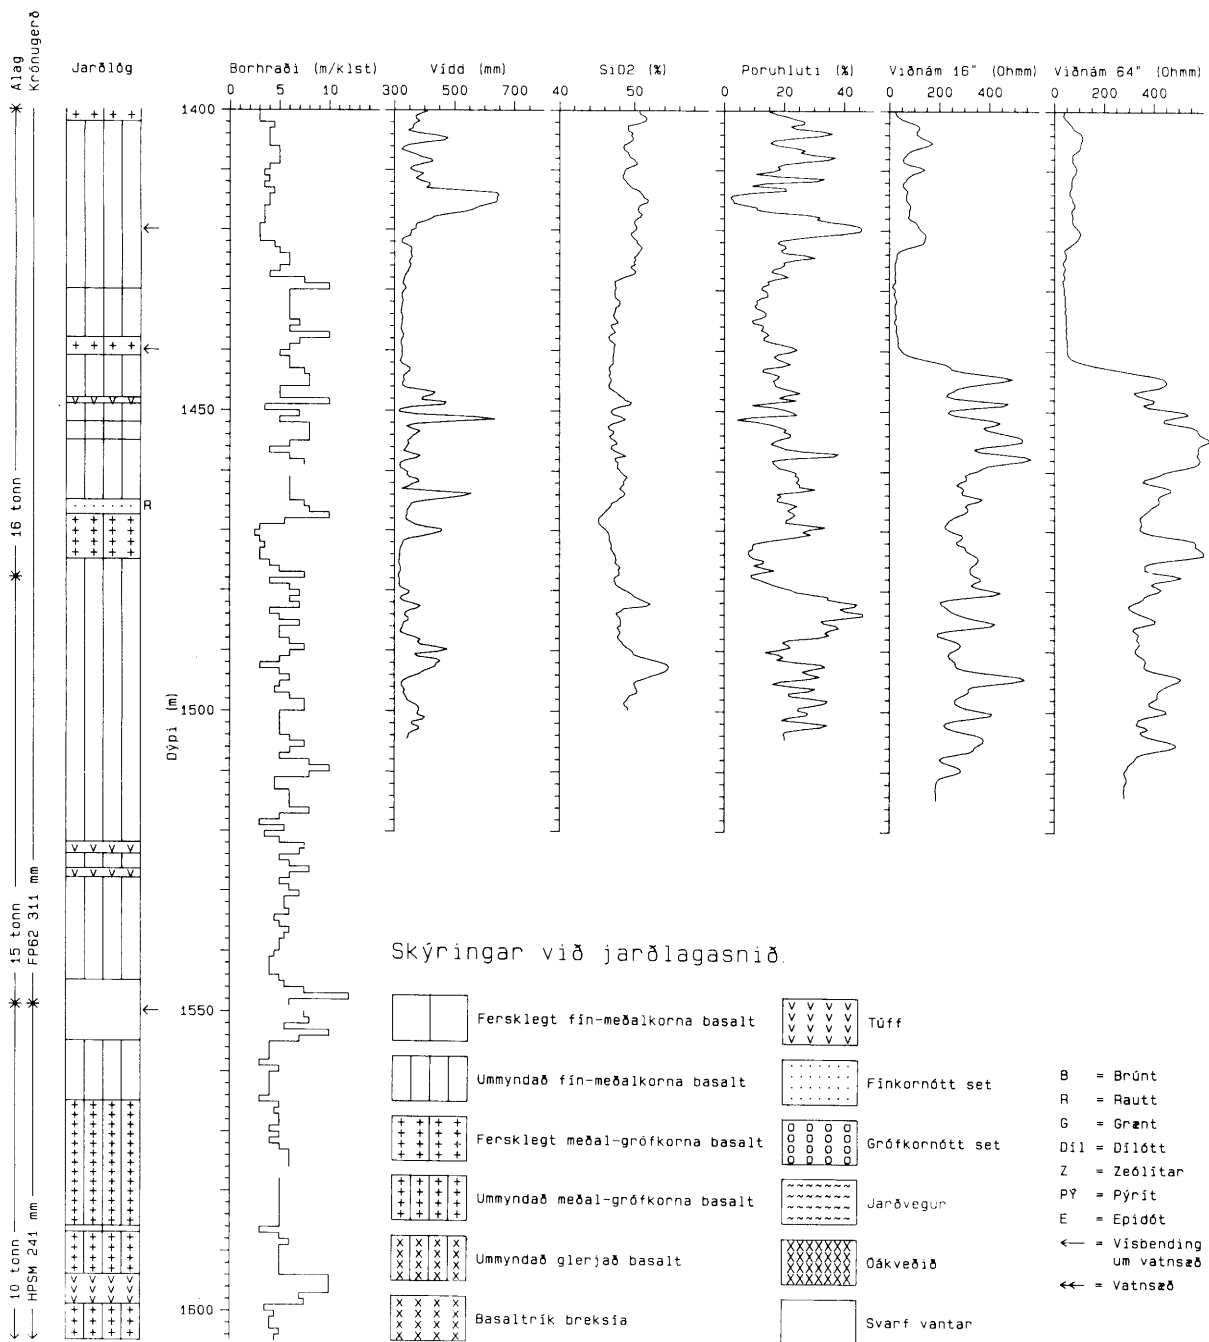 Álag
Krónugerð
Jarðlög
Borhraði (m/klst)
Vídd (mm)
SiO2 (%)
Poruhluti (%)
Viðnám 16" (Ohmm)
Viðnám 64" (Ohmm)
0 5 10
300 500 700
40 50
0 20 40
0 200 400
0 200 400
1400
1450
1500
1550
1600
Dýpi (m)
R
16 tonn
15 tonn
10 tonn
FP62 311 mm
HPSM 241 mm
Skýringar við jarðlagasnið
Fersklegt fín-meðalkorna basalt
Ummyndað fín-meðalkorna basalt
Fersklegt meðal-grófkorna basalt
Ummyndað meðal-grófkorna basalt
Ummyndað glerjað basalt
Basaltrík breksía
Túff
Fínkornótt set
Grófkornótt set
Jarðvegur
Óákveðið
Svarf vantar
B = Brúnt
R = Rautt
G = Grænt
Díl = Dílótt
Z = Zeólítar
PÝ = Pýrít
E = Epidót
= Vísbending
um vatnsæð
= Vatnsæð